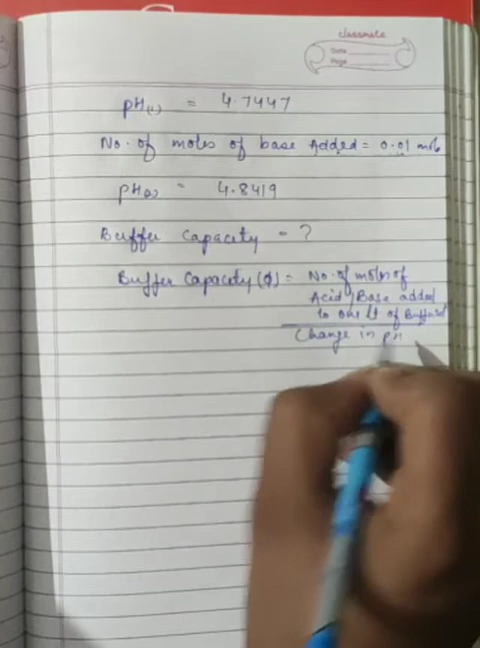 classmate
Date
Page
pH(1) = 4.7447
No. of moles of base Added = 0.01 mole
pH(2) = 4.8419
Buffer Capacity = ?
Buffer Capacity (ϕ) = No. of moles of
Acid/Base added
to one lt of Buffer
Change in pH